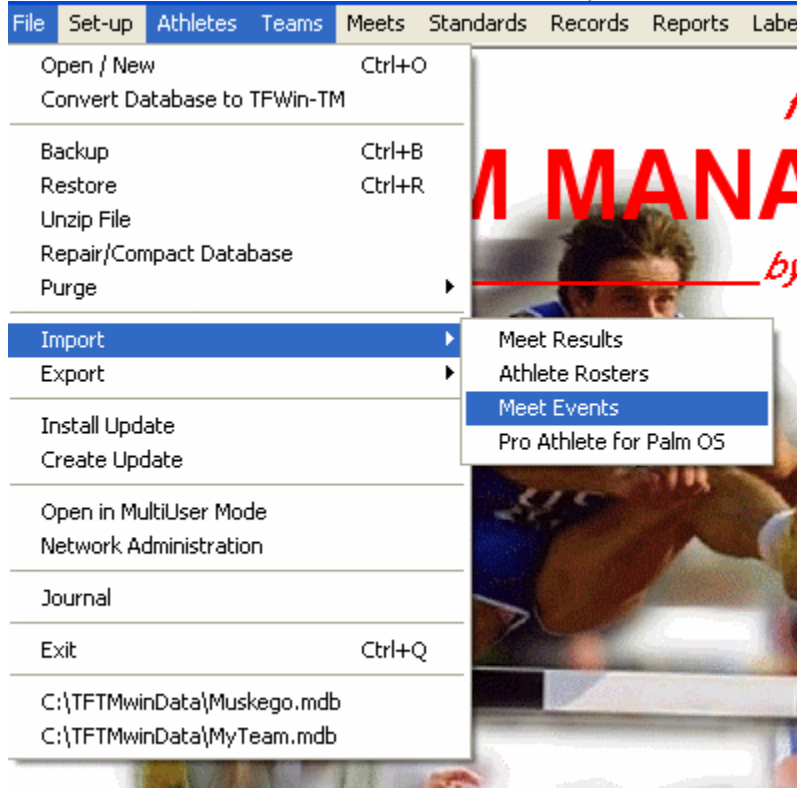 File Set-up Athletes Teams Meets Standards Records Reports Labe
Open / New Ctrl+O
Convert Database to TFWin-TM
Backup Ctrl+B
Restore Ctrl+R
Unzip File
Repair/Compact Database
Purge
Import
Export
Install Update
Create Update
Open in MultiUser Mode
Network Administration
Journal
Exit Ctrl+Q
C:\TFTMwinData\Muskego.mdb
C:\TFTMwinData\MyTeam.mdb
Meet Results
Athlete Rosters
Meet Events
Pro Athlete for Palm OS
M MANA
by